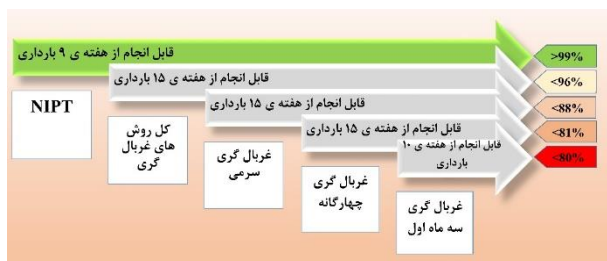 قابل انجام از هفته ی ۹ بارداری
>99%
قابل انجام از هفته ی ۱۵ بارداری
<96%
قابل انجام از هفته ی ۱۵ بارداری
<88%
قابل انجام از هفته ی ۱۵ بارداری
<81%
قابل انجام از هفته ی ۱۰
بارداری
<80%
NIPT
کل روش
های غربال
گری
غربال گری
سرمی
غربال گری
چهارگانه
غربال گری
سه ماه اول